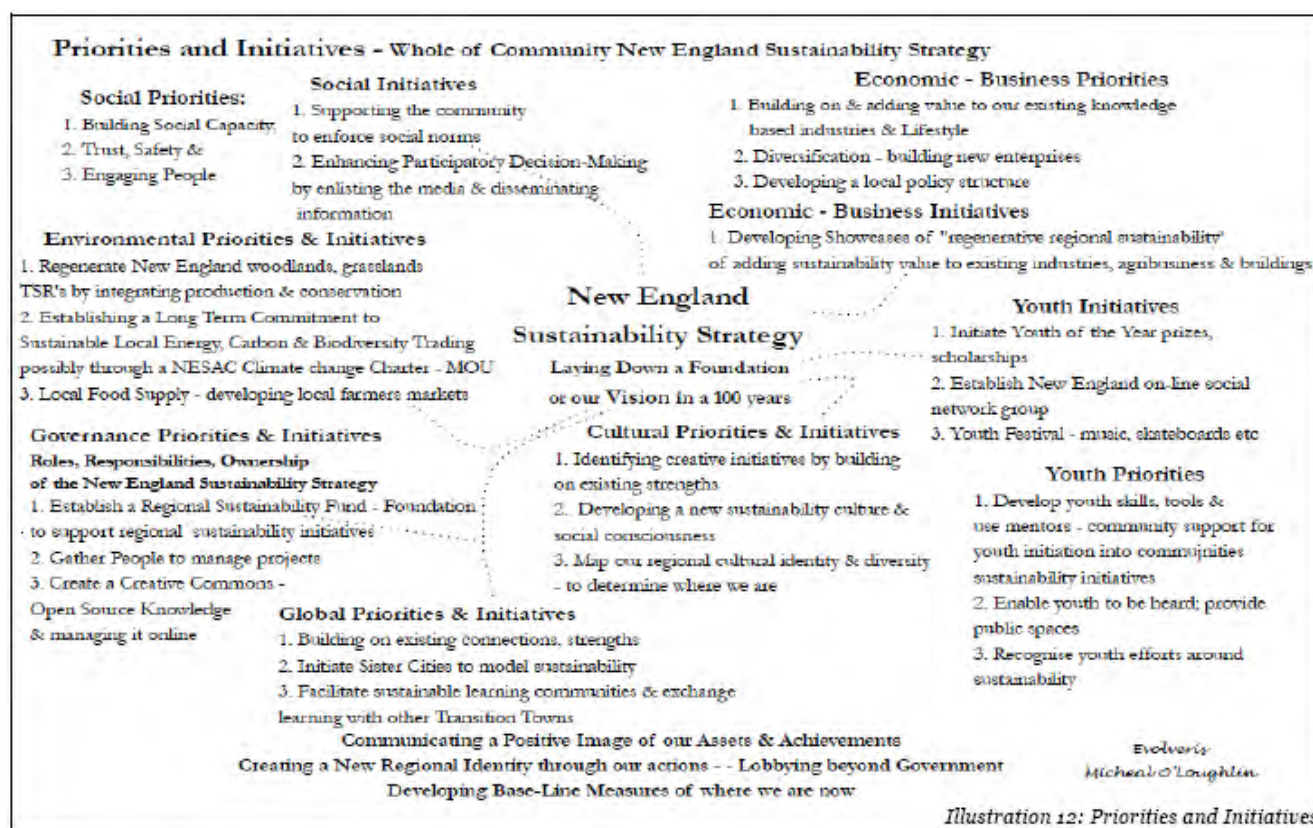 Priorities and Initiatives - Whole of Community New England Sustainability Strategy
Social Priorities:
1. Building Social Capacity,
2. Trust, Safety &
3. Engaging People
Social Initiatives
1. Supporting the community
to enforce social norms
2. Enhancing Participatory Decision-Making
by enlisting the media & disseminating
information
Economic - Business Priorities
1. Building on & adding value to our existing knowledge
based industries & Lifestyle
2. Diversification - building new enterprises
3. Developing a local policy structure
Economic - Business Initiatives
1. Developing Showcases of "regenerative regional sustainability"
of adding sustainability value to existing industries, agribusiness & buildings
Environmental Priorities & Initiatives
1. Regenerate New England woodlands, grasslands
TSR's by integrating production & conservation
2. Establishing a Long Term Commitment to
Sustainable Local Energy, Carbon & Biodiversity Trading
possibly through a NESAC Climate change Charter - MOU
3. Local Food Supply - developing local farmers markets
New England
Sustainability Strategy
Laying Down a Foundation
or our Vision in a 100 years
Youth Initiatives
1. Initiate Youth of the Year prizes,
scholarships
2. Establish New England on-line social
network group
3. Youth Festival - music, skateboards etc
Governance Priorities & Initiatives
Roles, Responsibilities, Ownership
of the New England Sustainability Strategy
1. Establish a Regional Sustainability Fund - Foundation
to support regional sustainability initiatives
2. Gather People to manage projects
3. Create a Creative Commons -
Open Source Knowledge
& managing it online
Cultural Priorities & Initiatives
1. Identifying creative initiatives by building
on existing strengths
2. Developing a new sustainability culture &
social consciousness
3. Map our regional cultural identity & diversity
- to determine where we are
Youth Priorities
1. Develop youth skills, tools &
use mentors - community support for
youth initiation into commujnities
sustainability initiatives
2. Enable youth to be heard; provide
public spaces
3. Recognise youth efforts around
sustainability
Global Priorities & Initiatives
1. Building on existing connections, strengths
2. Initiate Sister Cities to model sustainability
3. Facilitate sustainable learning communities & exchange
learning with other Transition Towns
Communicating a Positive Image of our Assets & Achievements
Creating a New Regional Identity through our actions - - Lobbying beyond Government
Developing Base-Line Measures of where we are now
Evolveris
Micheal O'Loughlin
Illustration 12: Priorities and Initiatives